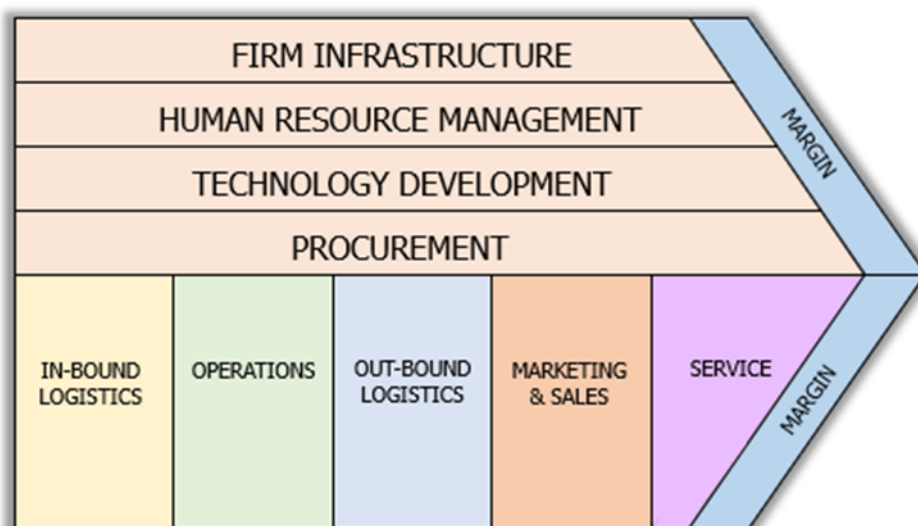 FIRM INFRASTRUCTURE
HUMAN RESOURCE MANAGEMENT
TECHNOLOGY DEVELOPMENT
PROCUREMENT
MARGIN
IN-BOUND
LOGISTICS
OPERATIONS
OUT-BOUND
LOGISTICS
MARKETING
& SALES
SERVICE
MARGIN